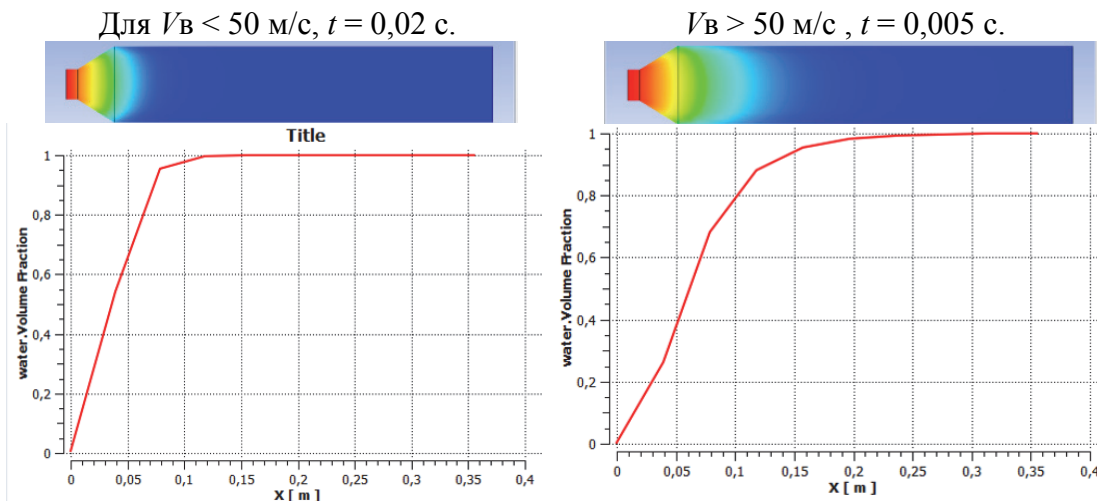 Для Vв < 50 м/с, t = 0,02 с.
Vв > 50 м/с , t = 0,005 с.
Title
1
0,8
0,6
0,4
0,2
0
water.Volume Fraction
0 0,05 0,1 0,15 0,2 0,25 0,3 0,35 0,4
X [ m ]
1
0,8
0,6
0,4
0,2
0
water.Volume Fraction
0 0,05 0,1 0,15 0,2 0,25 0,3 0,35 0,4
X [ m ]